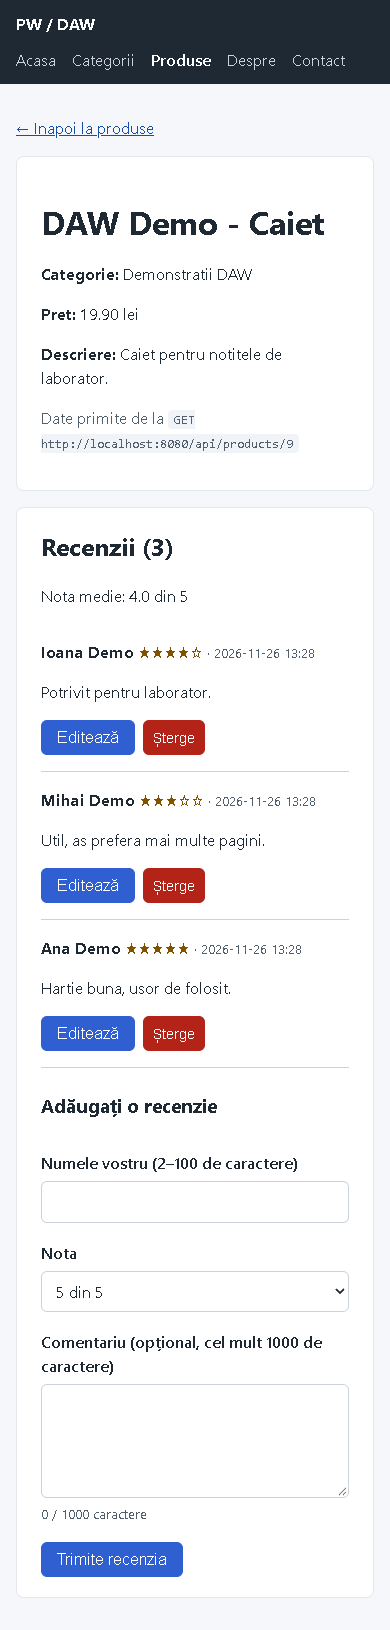 PW / DAW
Acasa Categorii Produse Despre Contact
← Inapoi la produse
DAW Demo - Caiet
Categorie: Demonstratii DAW
Pret: 19.90 lei
Descriere: Caiet pentru notitele de
laborator.
Date primite de la GET
http://localhost:8080/api/products/9
Recenzii (3)
Nota medie: 4.0 din 5
Ioana Demo ★★★★☆ · 2026-11-26 13:28
Potrivit pentru laborator.
Editează Șterge
Mihai Demo ★★★☆☆ · 2026-11-26 13:28
Util, as prefera mai multe pagini.
Editează Șterge
Ana Demo ★★★★★ · 2026-11-26 13:28
Hartie buna, usor de folosit.
Editează Șterge
Adăugați o recenzie
Numele vostru (2–100 de caractere)
Nota
5 din 5
Comentariu (opțional, cel mult 1000 de
caractere)
0 / 1000 caractere
Trimite recenzia